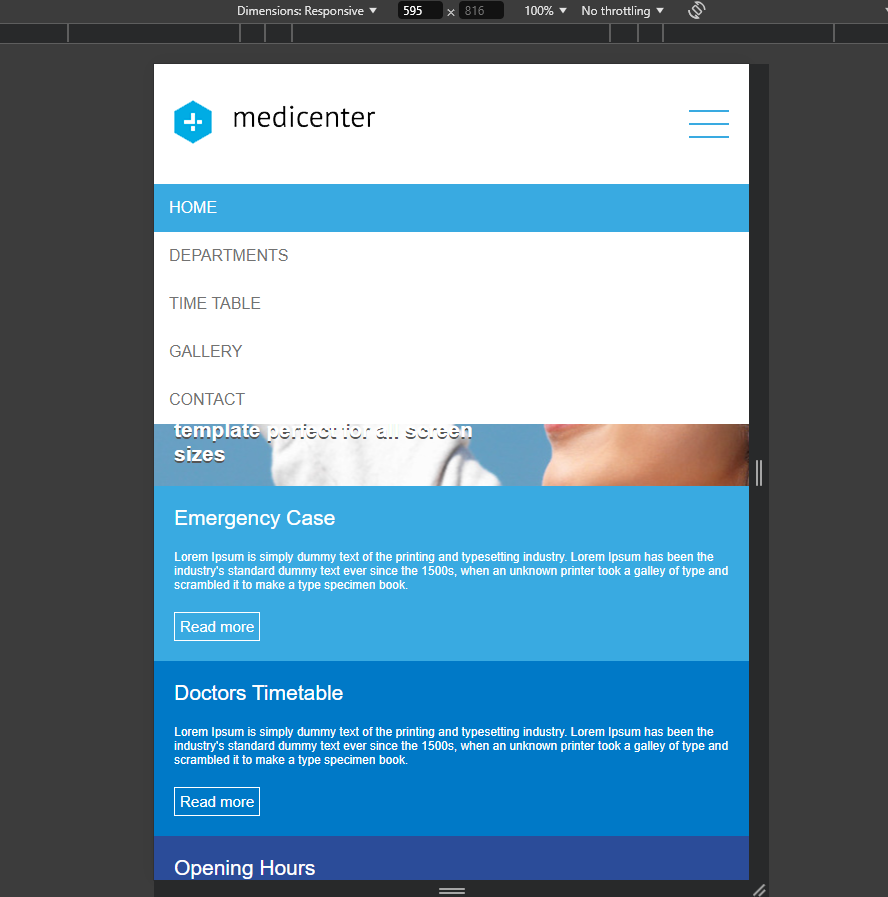 Dimensions: Responsive 595 × 816 100% No throttling
medicenter
HOME
DEPARTMENTS
TIME TABLE
GALLERY
CONTACT
template perfect for all screen
sizes
Emergency Case
Lorem Ipsum is simply dummy text of the printing and typesetting industry. Lorem Ipsum has been the
industry's standard dummy text ever since the 1500s, when an unknown printer took a galley of type and
scrambled it to make a type specimen book.
Read more
Doctors Timetable
Lorem Ipsum is simply dummy text of the printing and typesetting industry. Lorem Ipsum has been the
industry's standard dummy text ever since the 1500s, when an unknown printer took a galley of type and
scrambled it to make a type specimen book.
Read more
Opening Hours